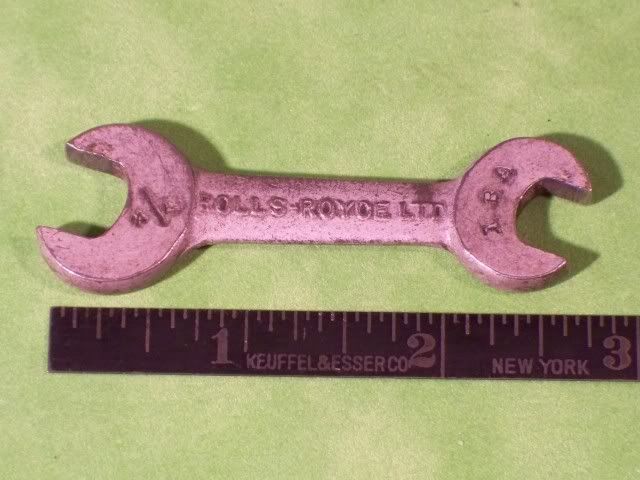 ROLLS-ROYCE LTD
1 2 3
KEUFFEL&ESSER CO NEW YORK